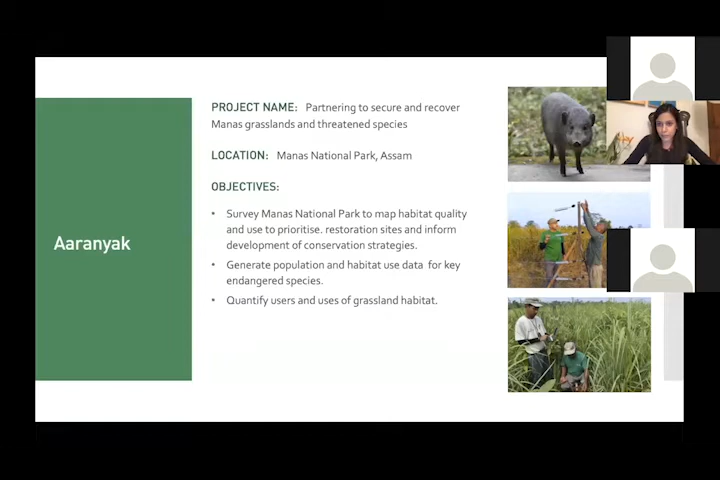 Aaranyak
PROJECT NAME: Partnering to secure and recover
Manas grasslands and threatened species
LOCATION: Manas National Park, Assam
OBJECTIVES:
• Survey Manas National Park to map habitat quality
and use to prioritise. restoration sites and inform
development of conservation strategies.
• Generate population and habitat use data for key
endangered species.
• Quantify users and uses of grassland habitat.